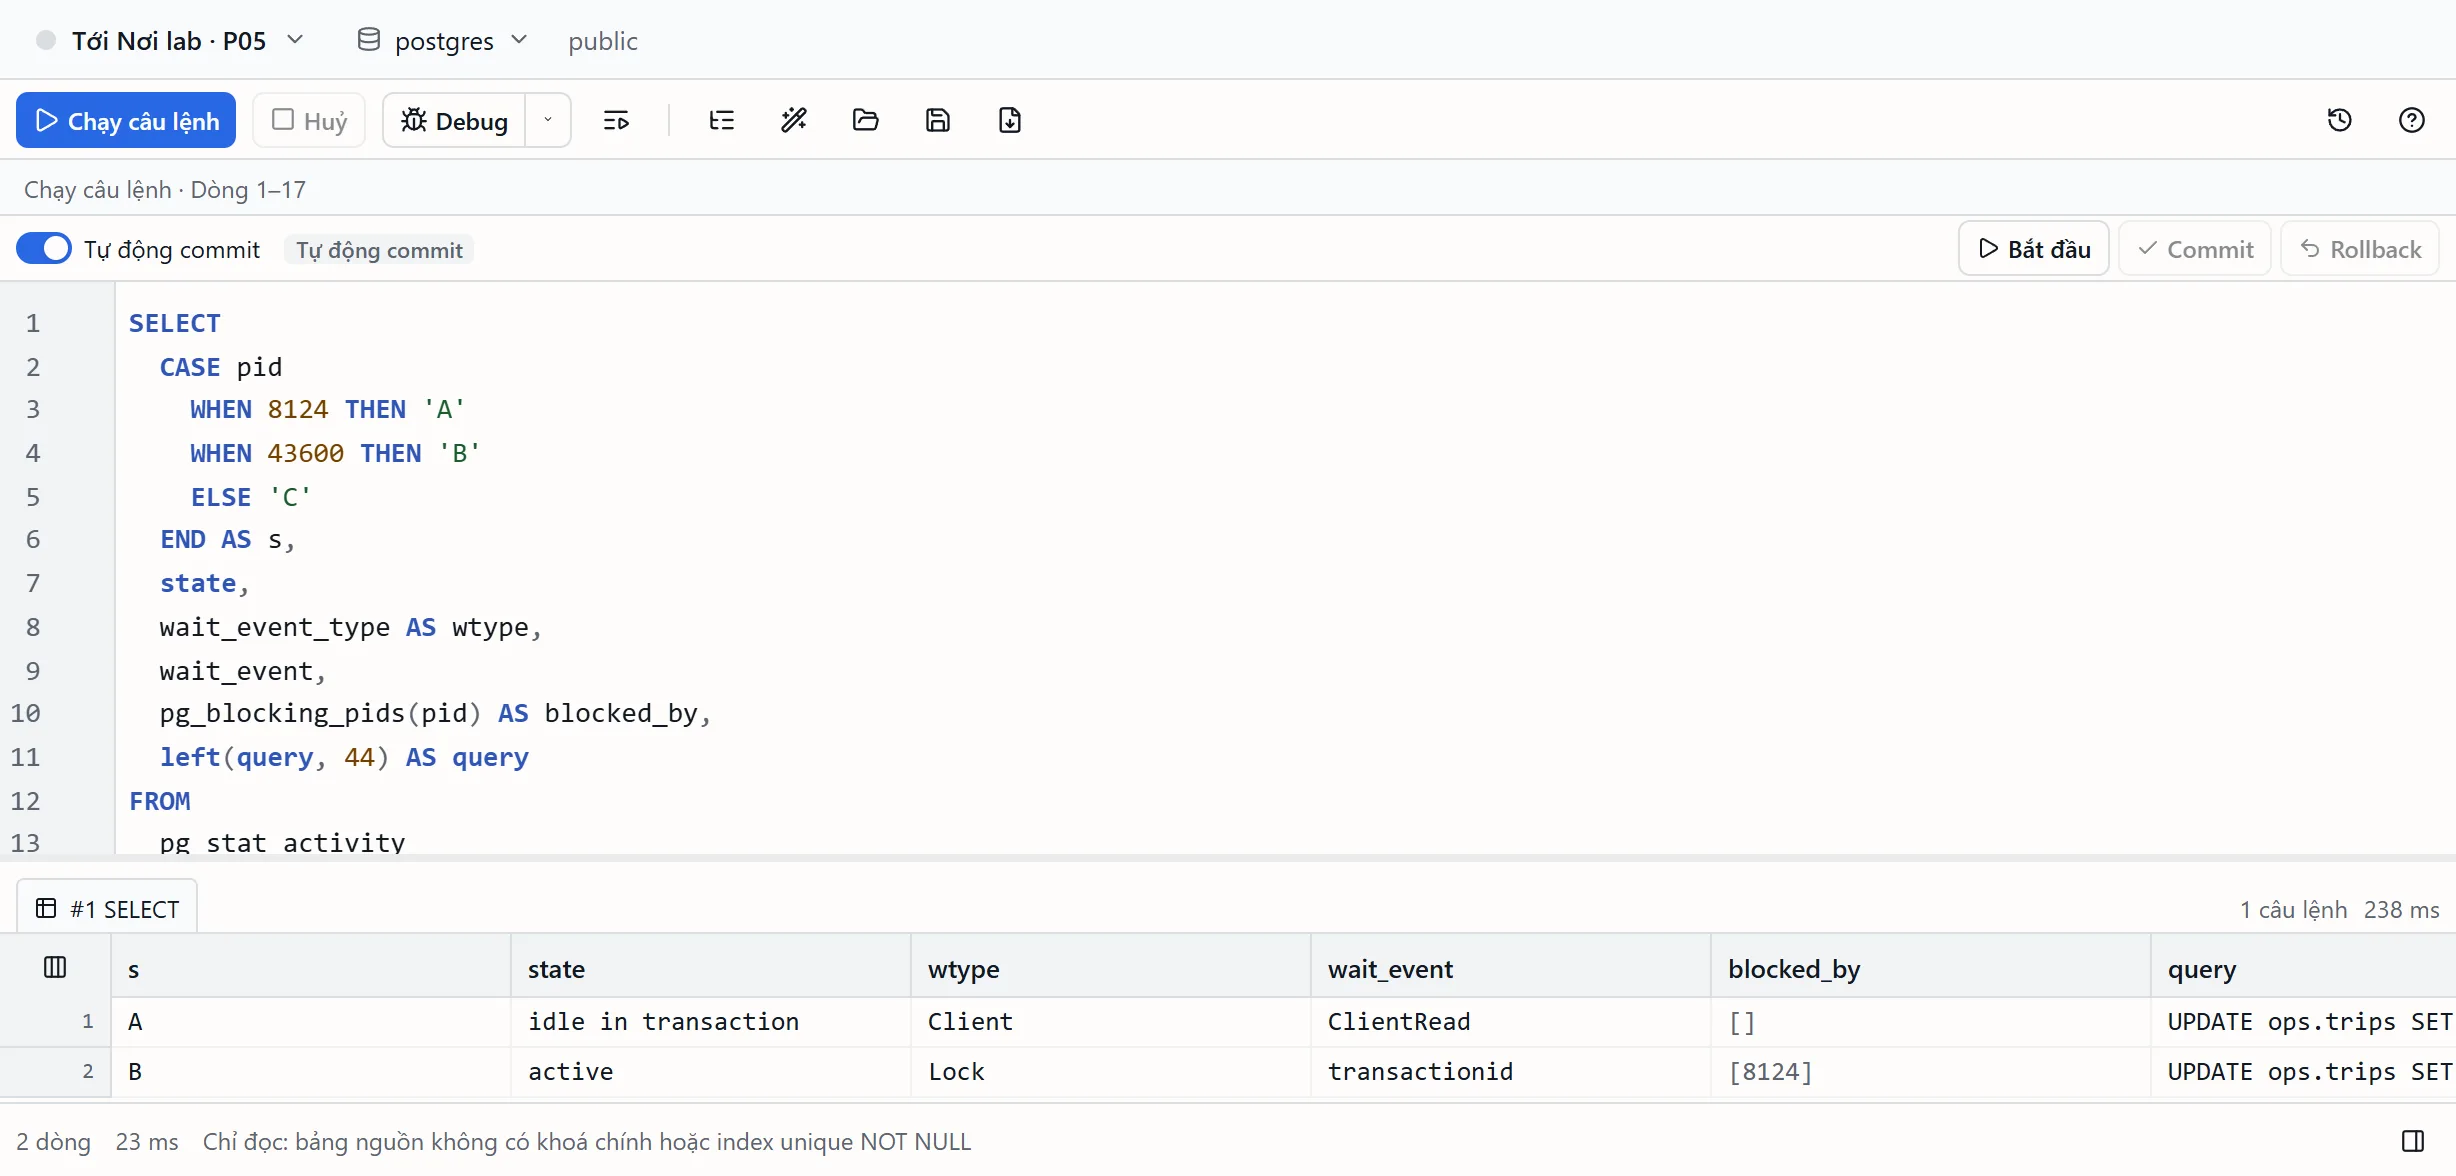 Tới Nơi lab · P05 postgres public
Chạy câu lệnh Huỷ Debug
Chạy câu lệnh · Dòng 1–17
Tự động commit Tự động commit Bắt đầu Commit Rollback
1 SELECT
2 CASE pid
3 WHEN 8124 THEN 'A'
4 WHEN 43600 THEN 'B'
5 ELSE 'C'
6 END AS s,
7 state,
8 wait_event_type AS wtype,
9 wait_event,
10 pg_blocking_pids(pid) AS blocked_by,
11 left(query, 44) AS query
12 FROM
13 pg_stat_activity
#1 SELECT 1 câu lệnh 238 ms
s state wtype wait_event blocked_by query
1 A idle in transaction Client ClientRead [] UPDATE ops.trips SET
2 B active Lock transactionid [8124] UPDATE ops.trips SET
2 dòng 23 ms Chỉ đọc: bảng nguồn không có khoá chính hoặc index unique NOT NULL